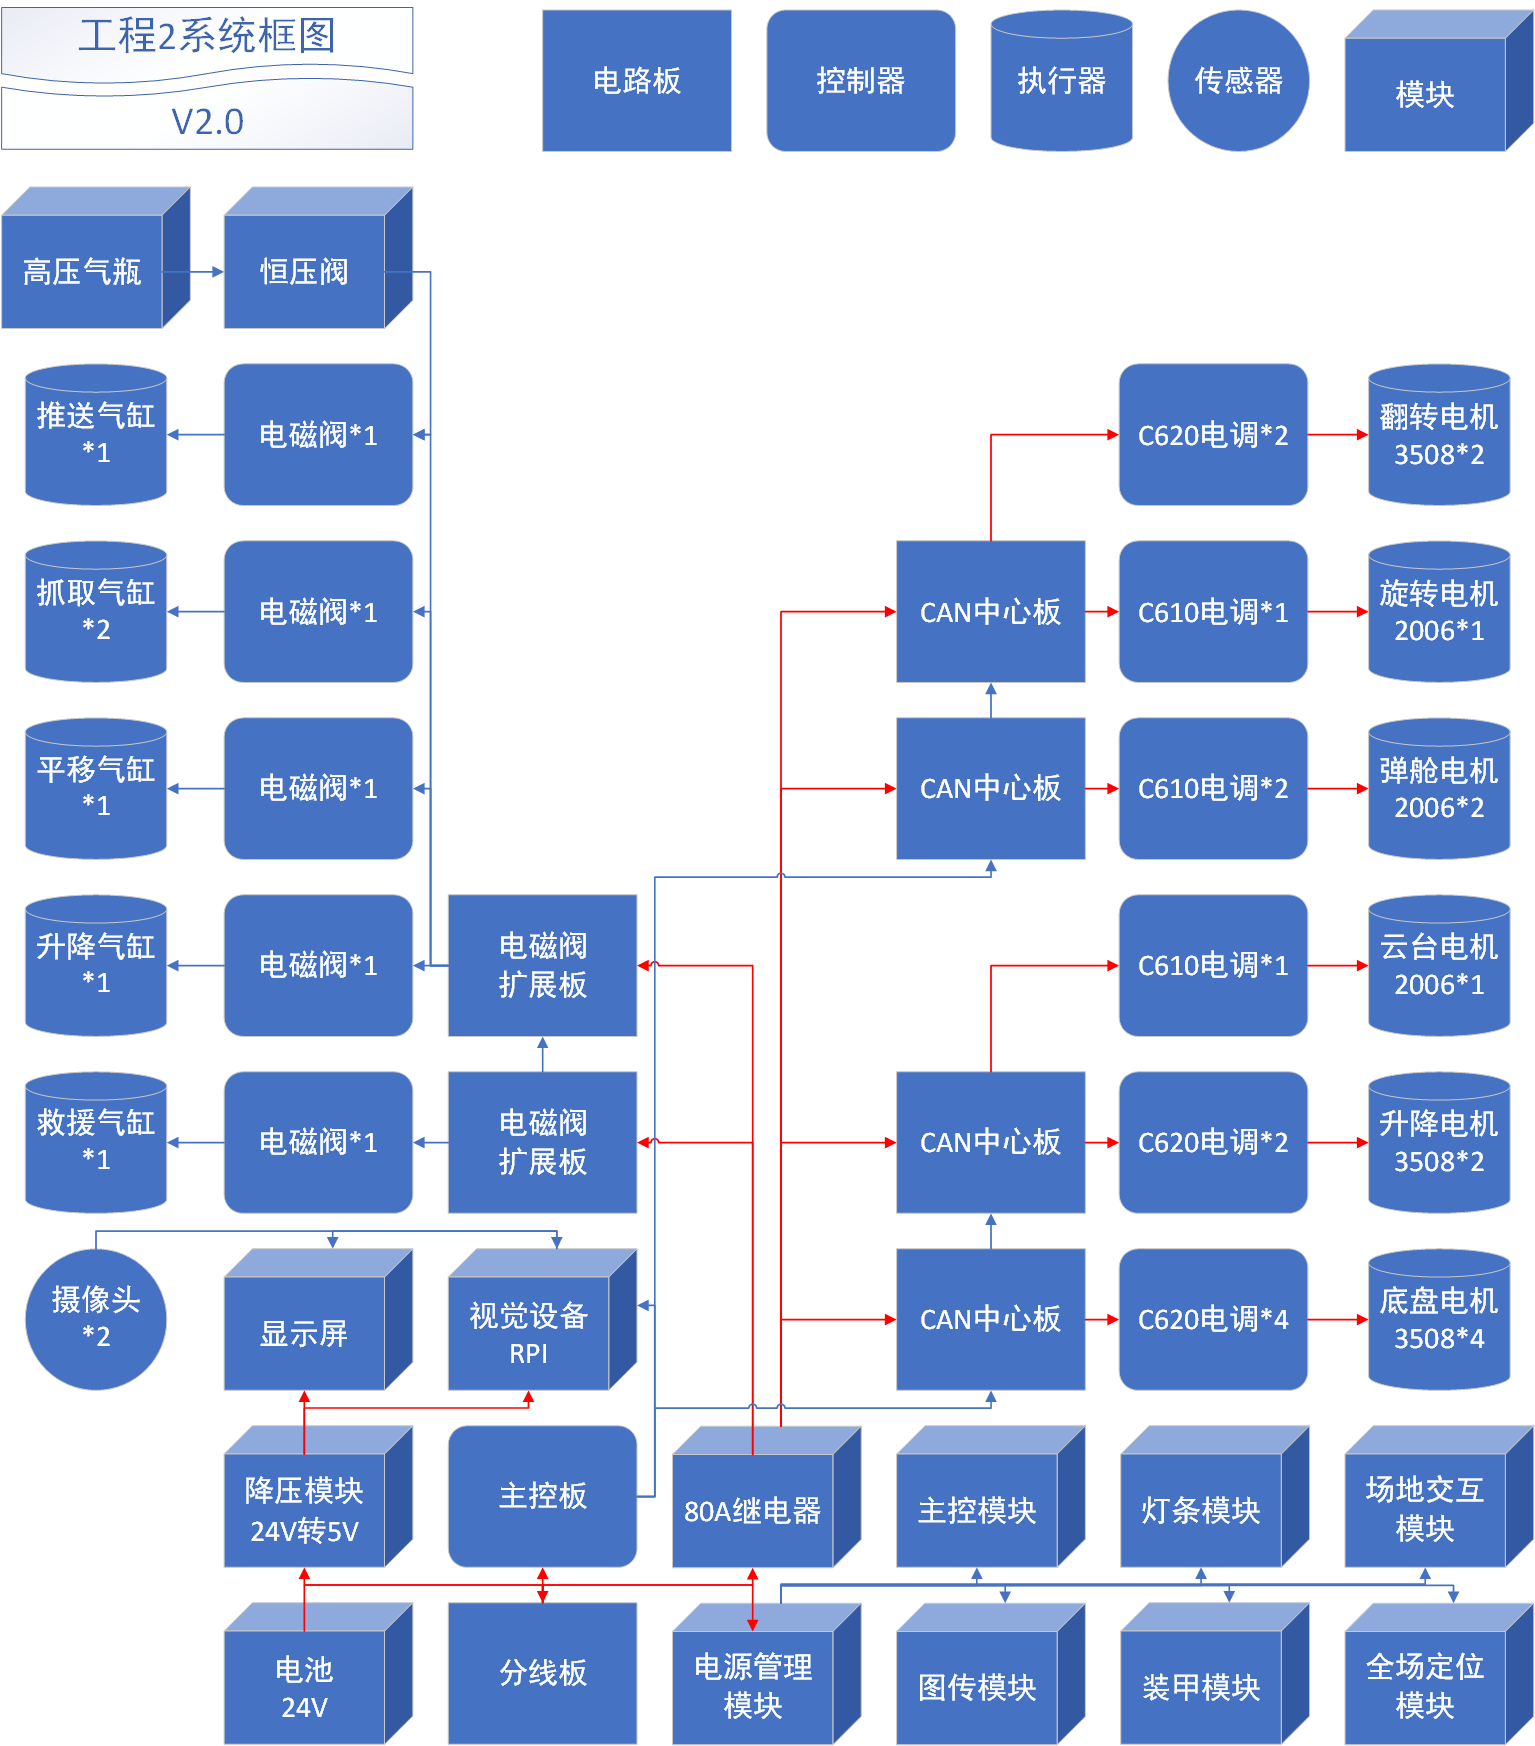 工程2系统框图
V2.0
电路板
控制器
执行器
传感器
模块
高压气瓶
恒压阀
推送气缸
*1
电磁阀*1
C620电调*2
翻转电机
3508*2
抓取气缸
*2
电磁阀*1
CAN中心板
C610电调*1
旋转电机
2006*1
平移气缸
*1
电磁阀*1
CAN中心板
C610电调*2
弹舱电机
2006*2
升降气缸
*1
电磁阀*1
电磁阀
扩展板
C610电调*1
云台电机
2006*1
救援气缸
*1
电磁阀*1
电磁阀
扩展板
CAN中心板
C620电调*2
升降电机
3508*2
摄像头
*2
显示屏
视觉设备
RPI
CAN中心板
C620电调*4
底盘电机
3508*4
降压模块
24V转5V
主控板
80A继电器
主控模块
灯条模块
场地交互
模块
电池
24V
分线板
电源管理
模块
图传模块
装甲模块
全场定位
模块